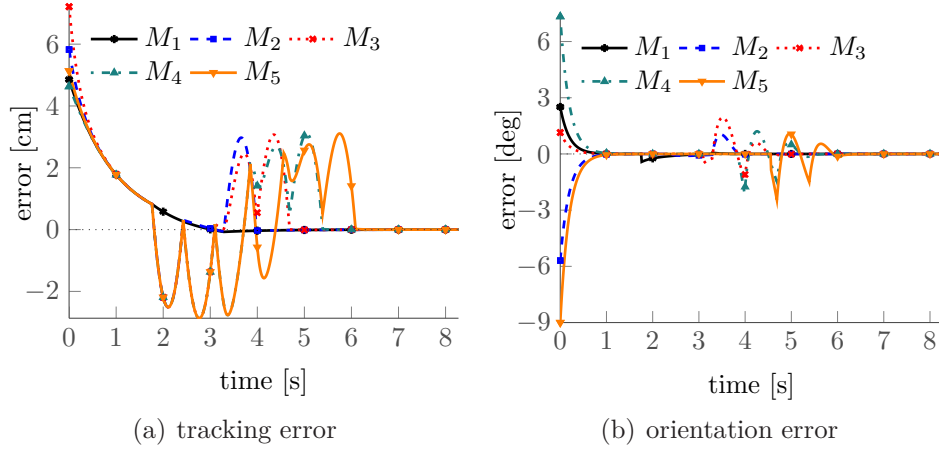 M1 M2 M3
M4 M5
error [cm]
6
4
2
0
−2
0 1 2 3 4 5 6 7 8
time [s]
(a) tracking error
M1 M2 M3
M4 M5
error [deg]
6
3
0
−3
−6
−9
0 1 2 3 4 5 6 7 8
time [s]
(b) orientation error